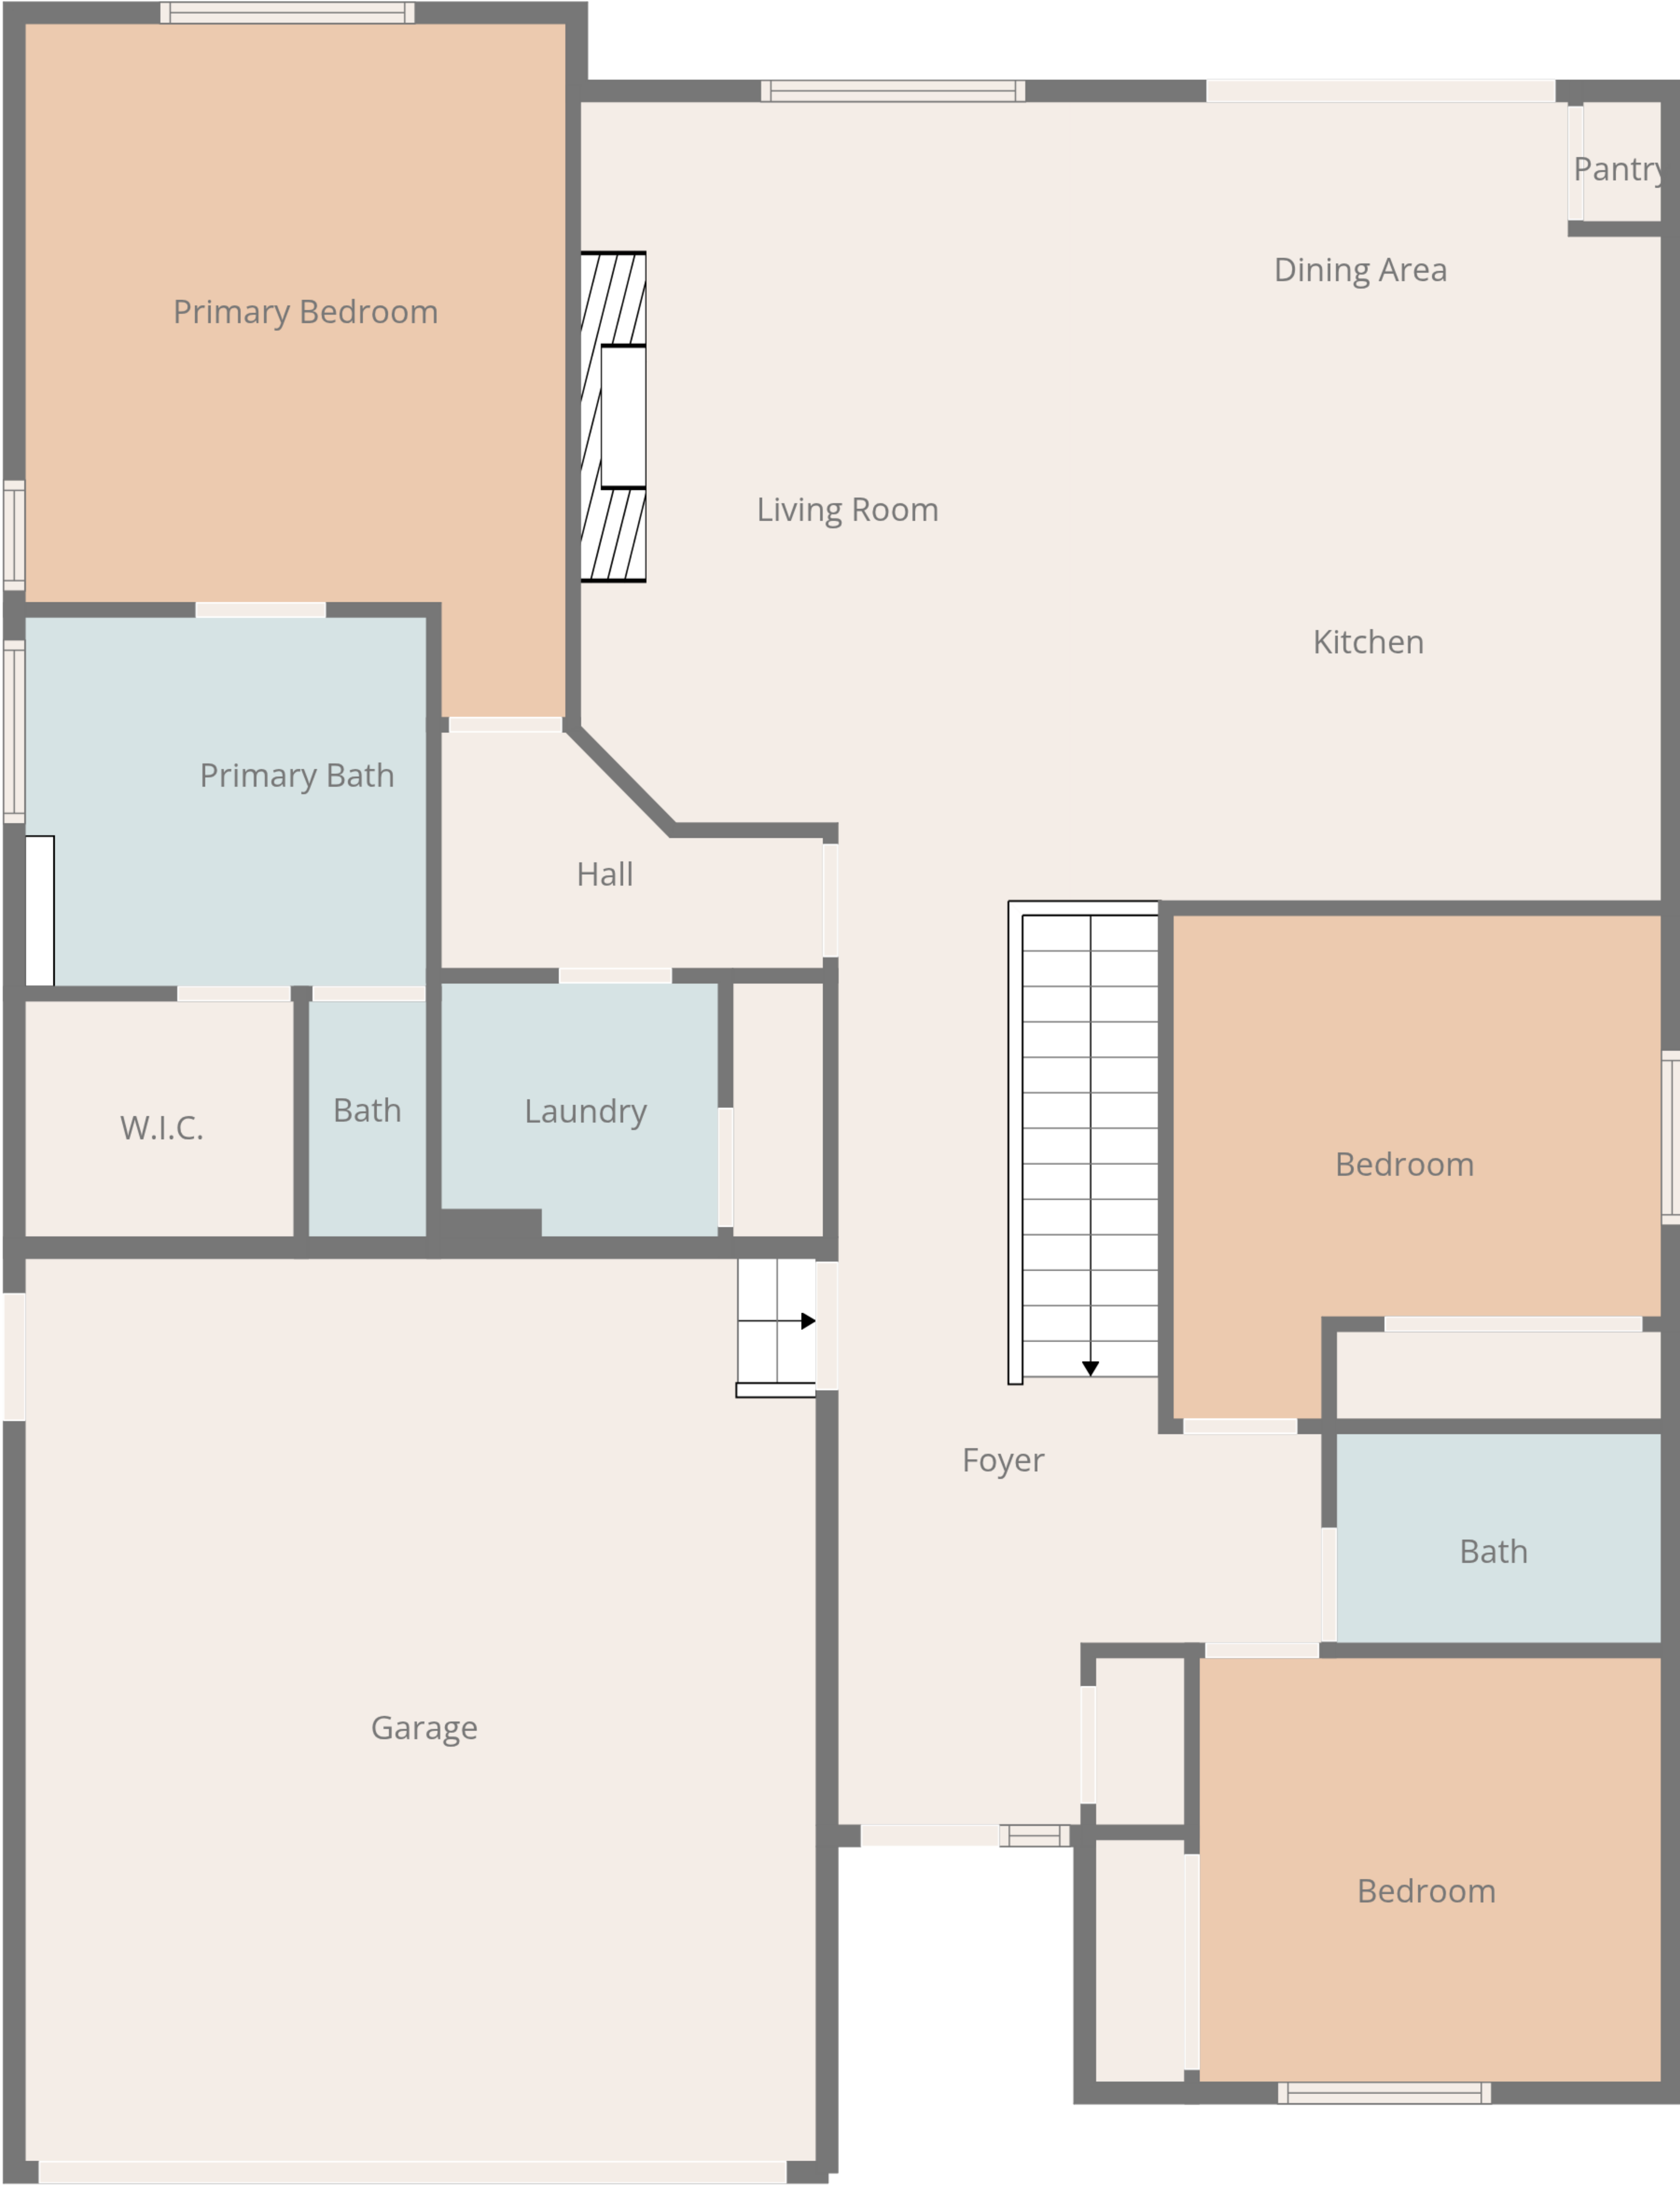 Pantry
Dining Area
Primary Bedroom
Living Room
Kitchen
Primary Bath
Hall
Bath
Laundry
W.I.C.
Bedroom
Foyer
Bath
Garage
Bedroom